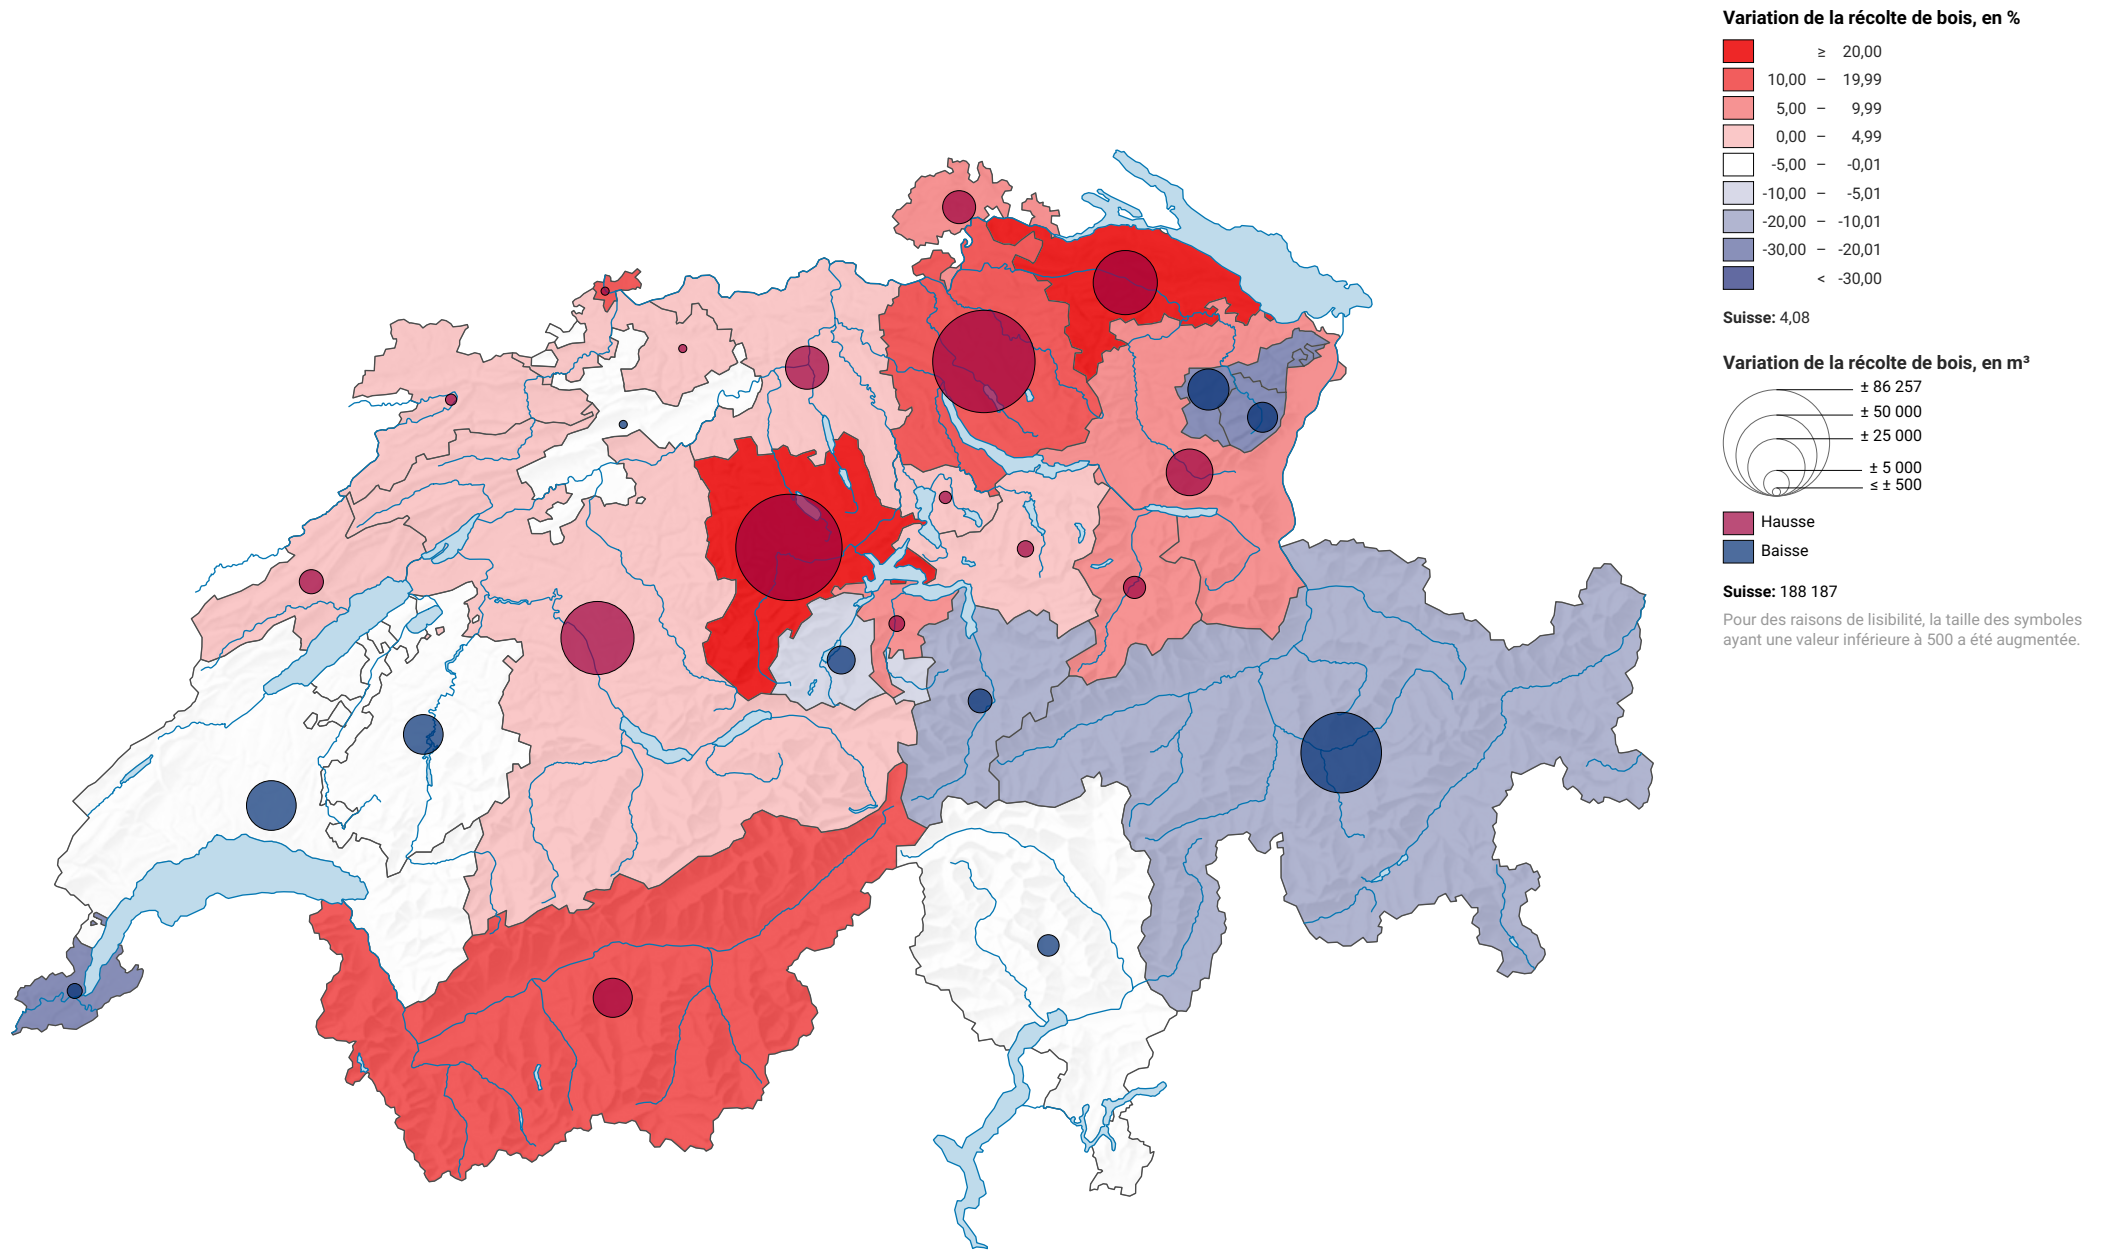 Variation de la récolte de bois, en %
≥ 20,00
10,00 – 19,99
5,00 – 9,99
0,00 – 4,99
-5,00 – -0,01
-10,00 – -5,01
-20,00 – -10,01
-30,00 – -20,01
< -30,00
Suisse: 4,08
Variation de la récolte de bois, en m³
± 86 257
± 50 000
± 25 000
± 5 000
≤ ± 500
Hausse
Baisse
Suisse: 188 187
Pour des raisons de lisibilité, la taille des symboles
ayant une valeur inférieure à 500 a été augmentée.